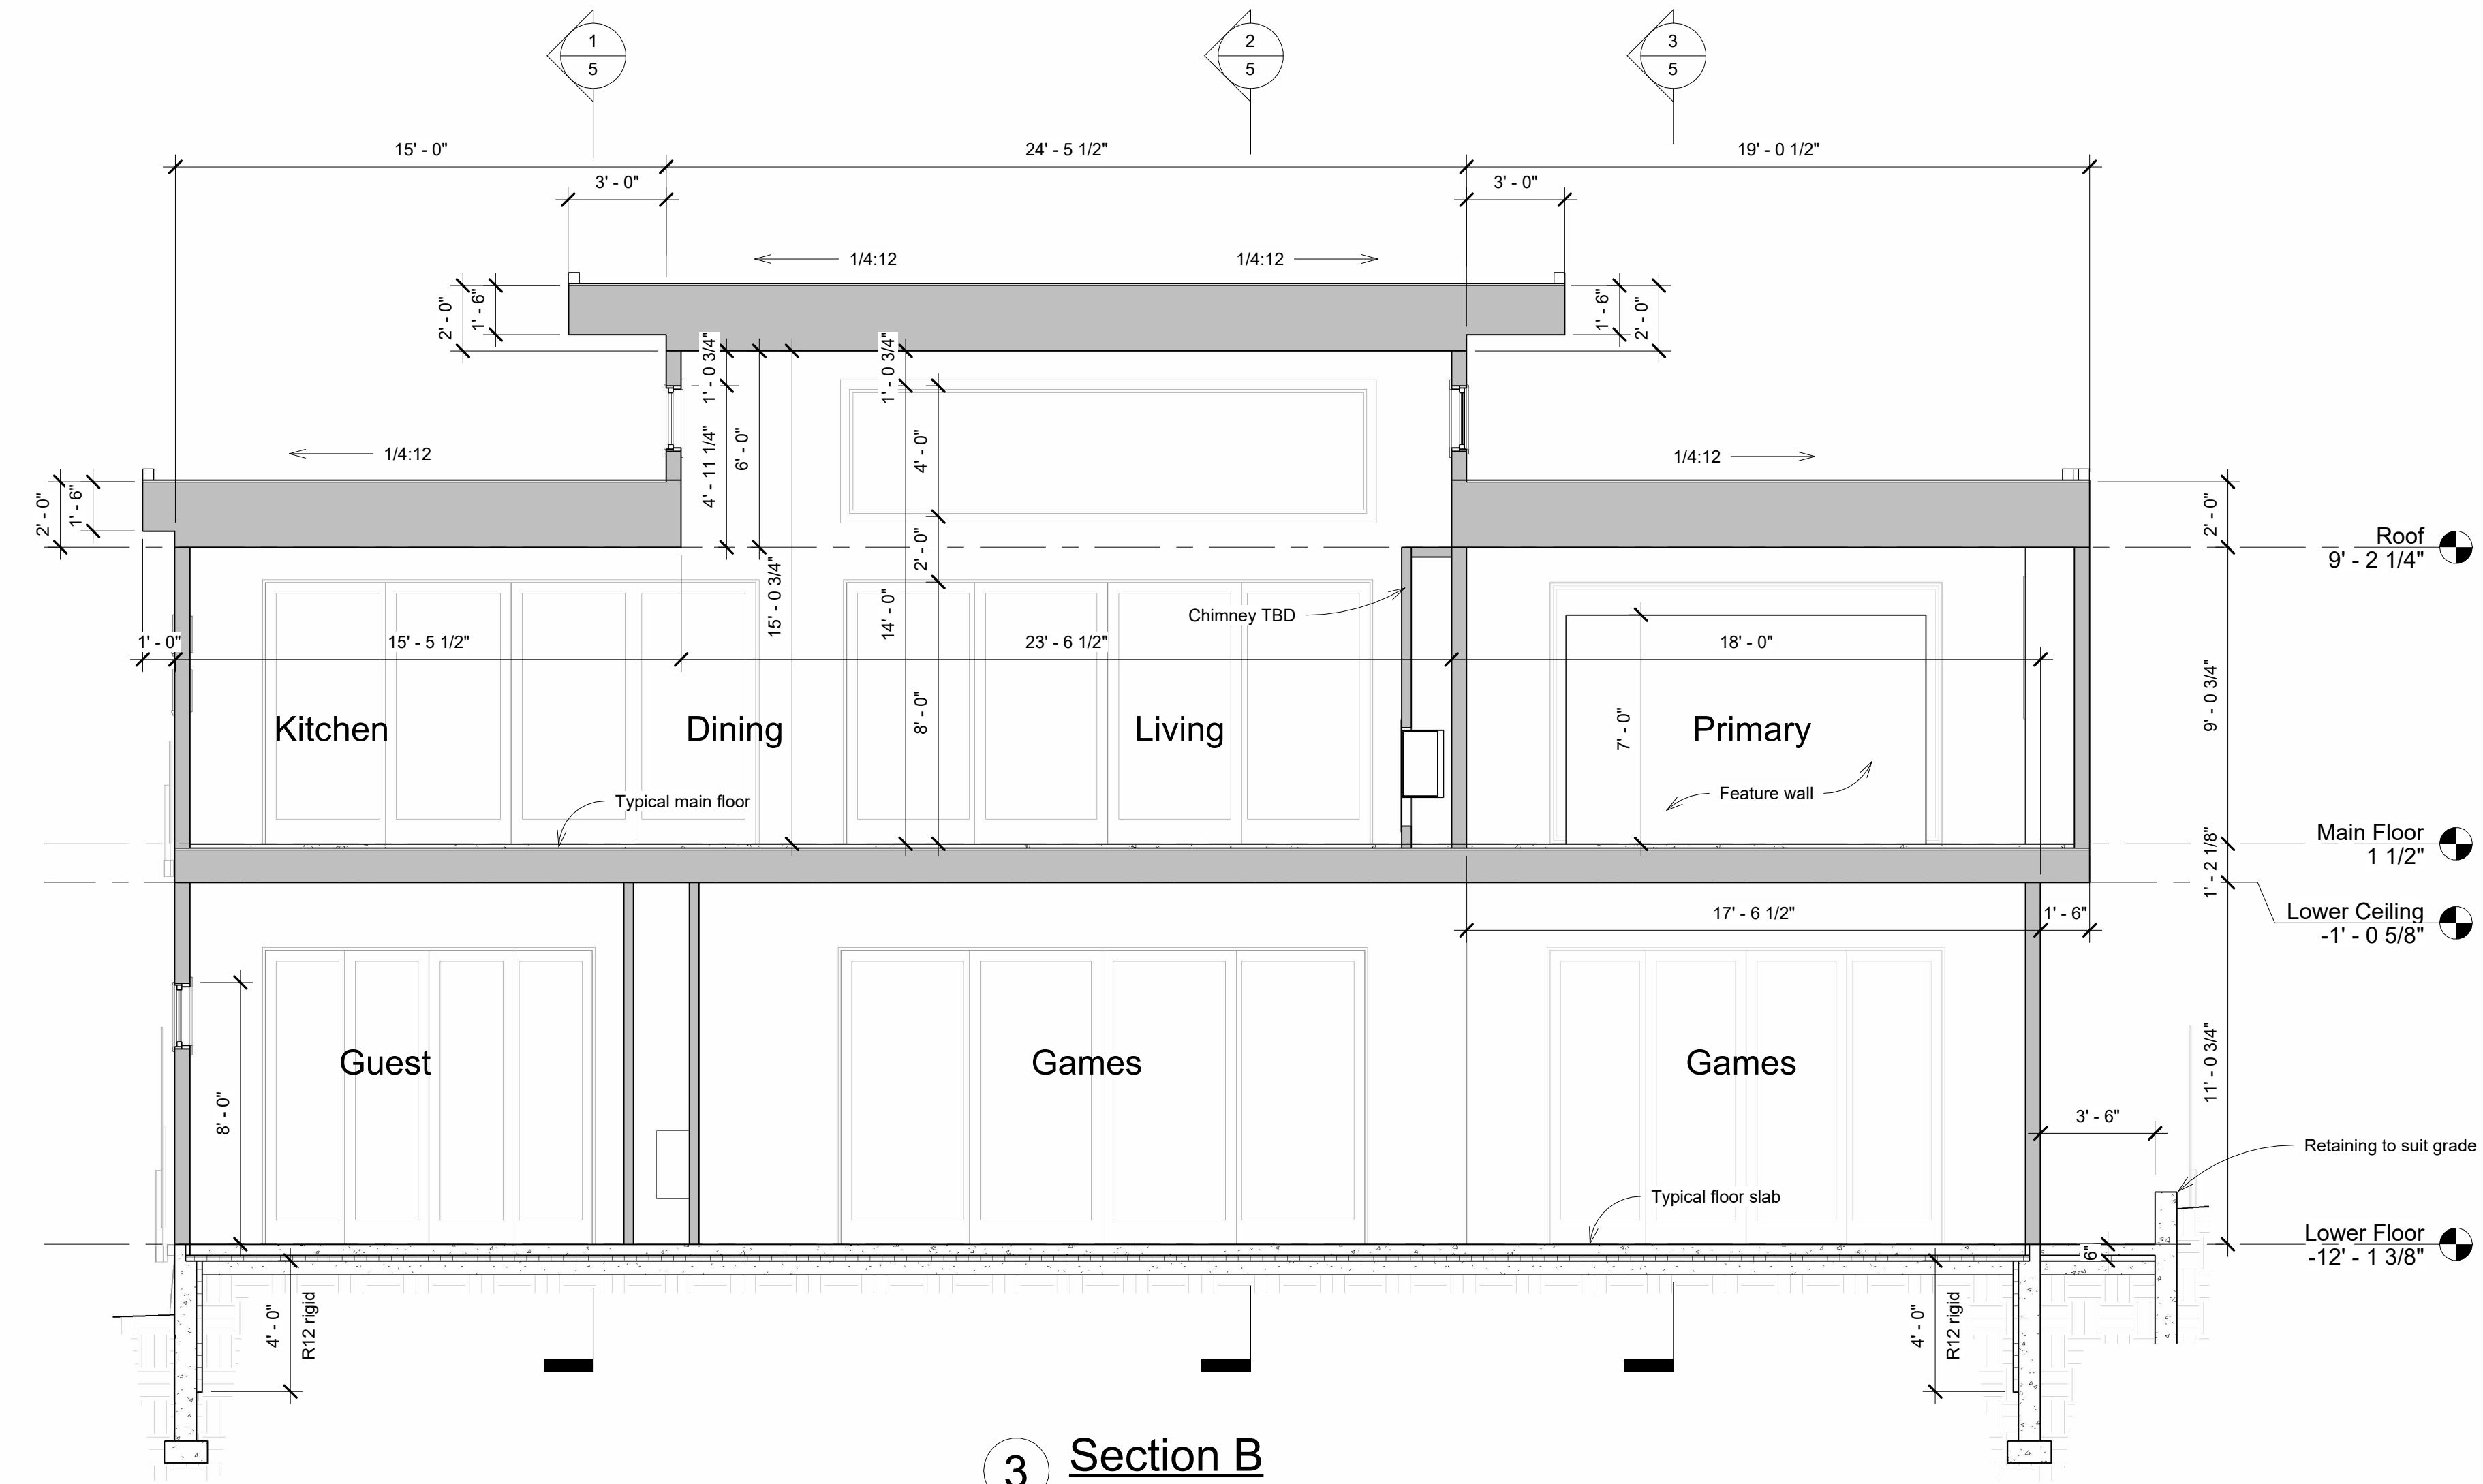 1
5
2
5
3
5
15' - 0"
24' - 5 1/2"
19' - 0 1/2"
3' - 0"
3' - 0"
1/4:12
1/4:12
2' - 0"
1' - 6"
1' - 6"
2' - 0"
1' - 0 3/4"
1' - 0 3/4"
1/4:12
1/4:12
4' - 11 1/4"
6' - 0"
4' - 0"
2' - 0"
1' - 6"
2' - 0"
2' - 0"
Roof
9' - 2 1/4"
15' - 0 3/4"
14' - 0"
Chimney TBD
1' - 0"
15' - 5 1/2"
23' - 6 1/2"
18' - 0"
9' - 0 3/4"
8' - 0"
7' - 0"
Kitchen
Dining
Living
Primary
Typical main floor
Feature wall
Main Floor
1 1/2"
1' - 2 1/8"
17' - 6 1/2"
1' - 6"
Lower Ceiling
-1' - 0 5/8"
Guest
Games
Games
8' - 0"
11' - 0 3/4"
3' - 6"
Retaining to suit grade
Typical floor slab
Lower Floor
-12' - 1 3/8"
6"
4' - 0"
R12 rigid
4' - 0"
R12 rigid
3
Section B